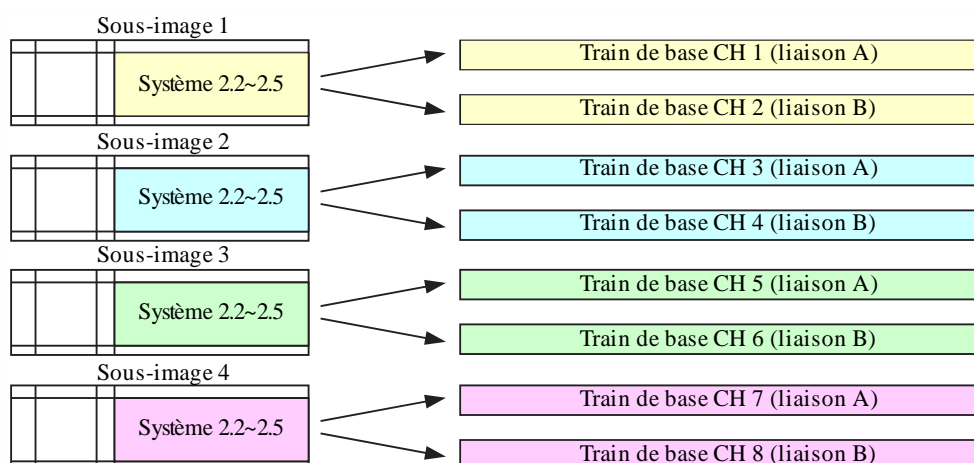 Sous-image 1
Système 2.2~2.5
Train de base CH 1 (liaison A)
Train de base CH 2 (liaison B)
Sous-image 2
Système 2.2~2.5
Train de base CH 3 (liaison A)
Train de base CH 4 (liaison B)
Sous-image 3
Système 2.2~2.5
Train de base CH 5 (liaison A)
Train de base CH 6 (liaison B)
Sous-image 4
Système 2.2~2.5
Train de base CH 7 (liaison A)
Train de base CH 8 (liaison B)